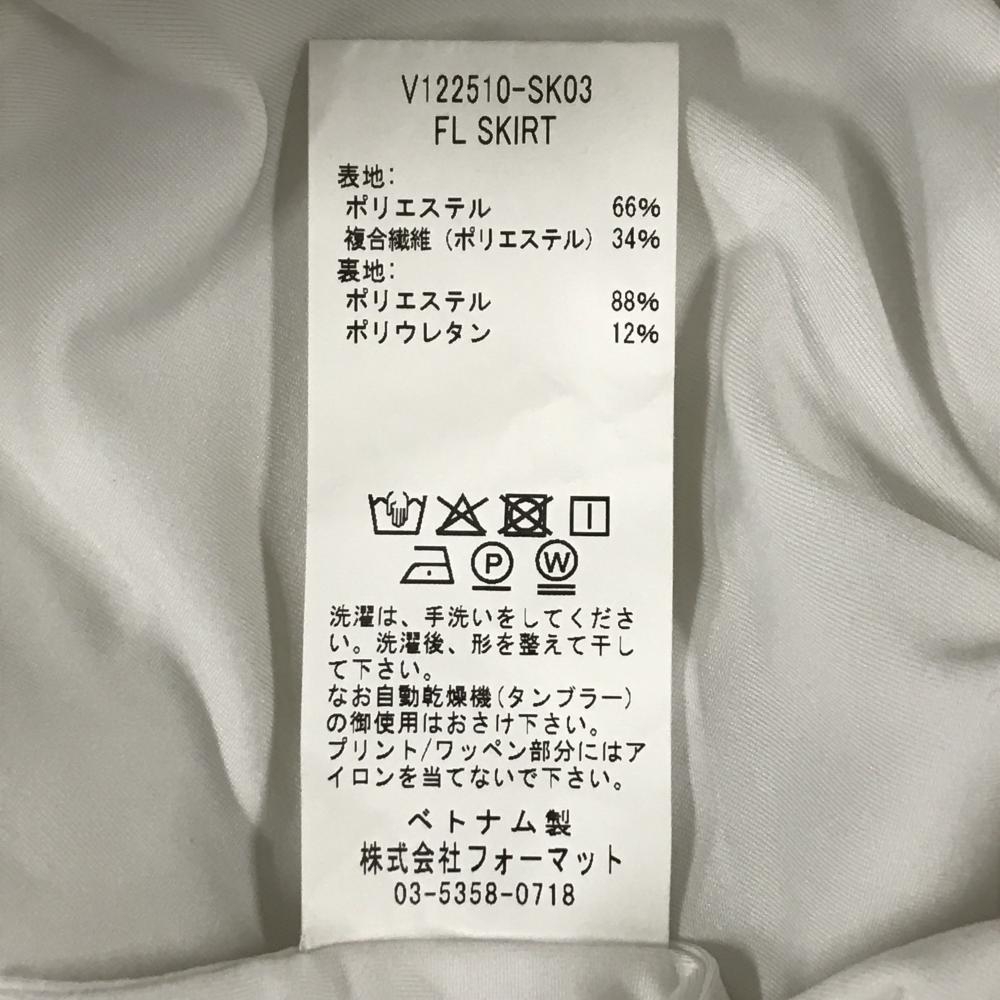 V122510-SK03
FL SKIRT
表地:
ポリエステル 66%
複合繊維 (ポリエステル) 34%
裏地:
ポリエステル 88%
ポリウレタン 12%
P W
洗濯は、手洗いをしてくださ
い。洗濯後、形を整えて干し
て下さい。
なお自動乾燥機(タンブラー)
の御使用はおさけ下さい。
プリント/ワッペン部分にはア
イロンを当てないで下さい。
ベトナム製
株式会社フォーマット
03-5358-0718